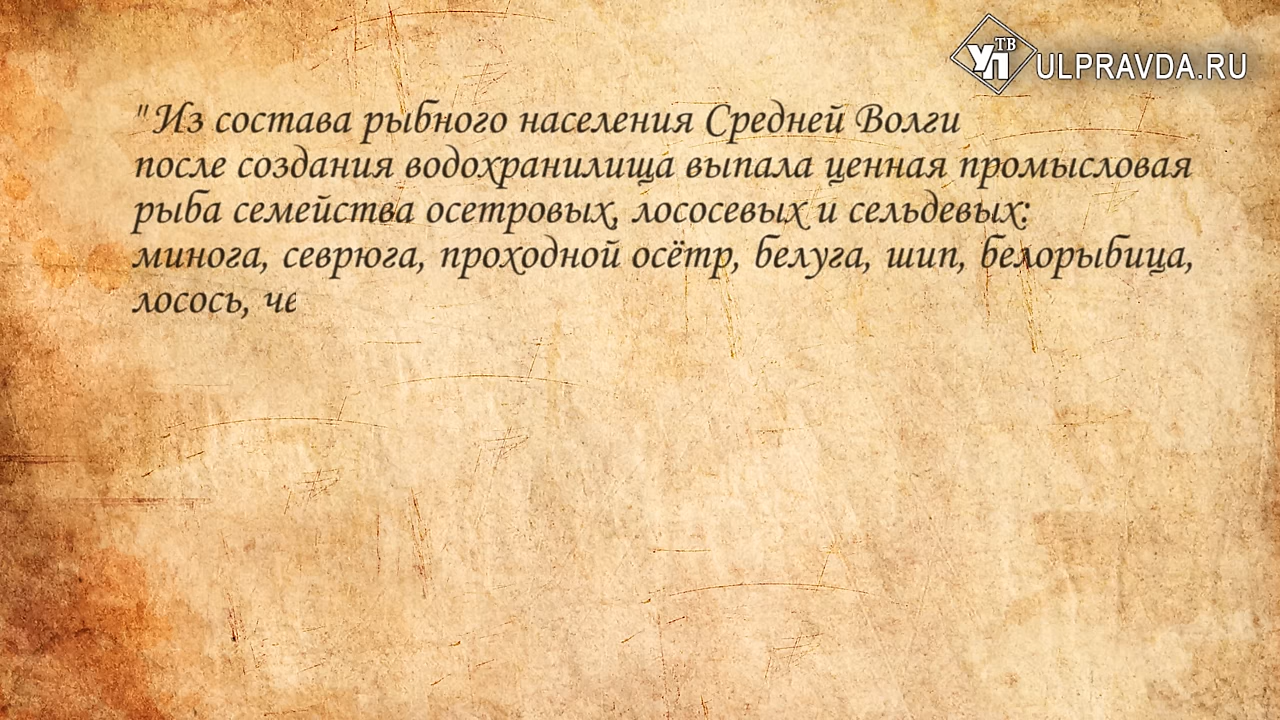 УП ТВ
ULPRAVDA.RU
"Из состава рыбного населения Средней Волги
после создания водохранилища выпала ценная промысловая
рыба семейства осетровых, лососевых и сельдевых:
минога, севрюга, проходной осётр, белуга, шип, белорыбица,
лосось, че